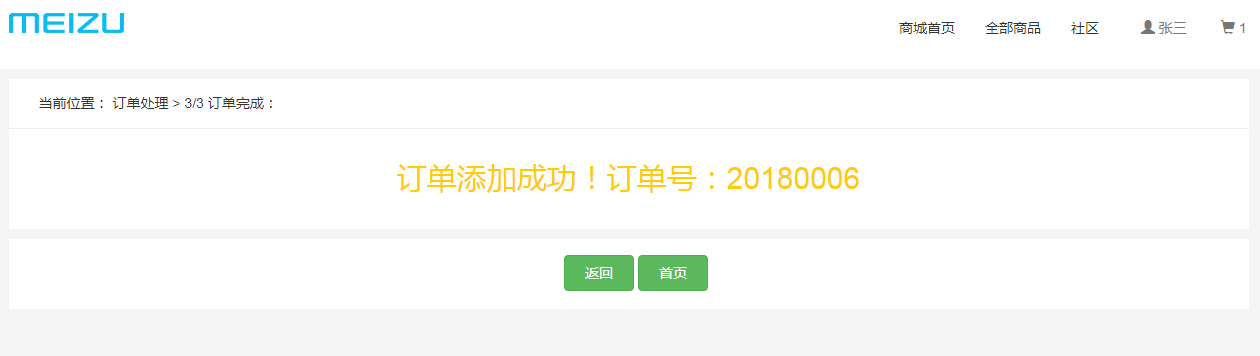 MEIZU 商城首页 全部商品 社区 张三 1
当前位置： 订单处理 > 3/3 订单完成：
订单添加成功！订单号：20180006
返回 首页